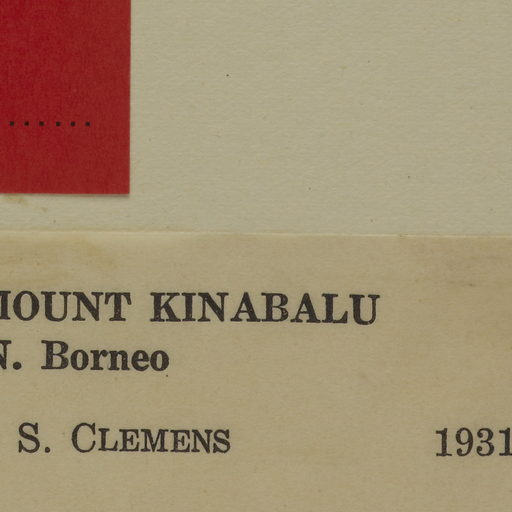 MOUNT KINABALU
N. Borneo
S. CLEMENS 1931